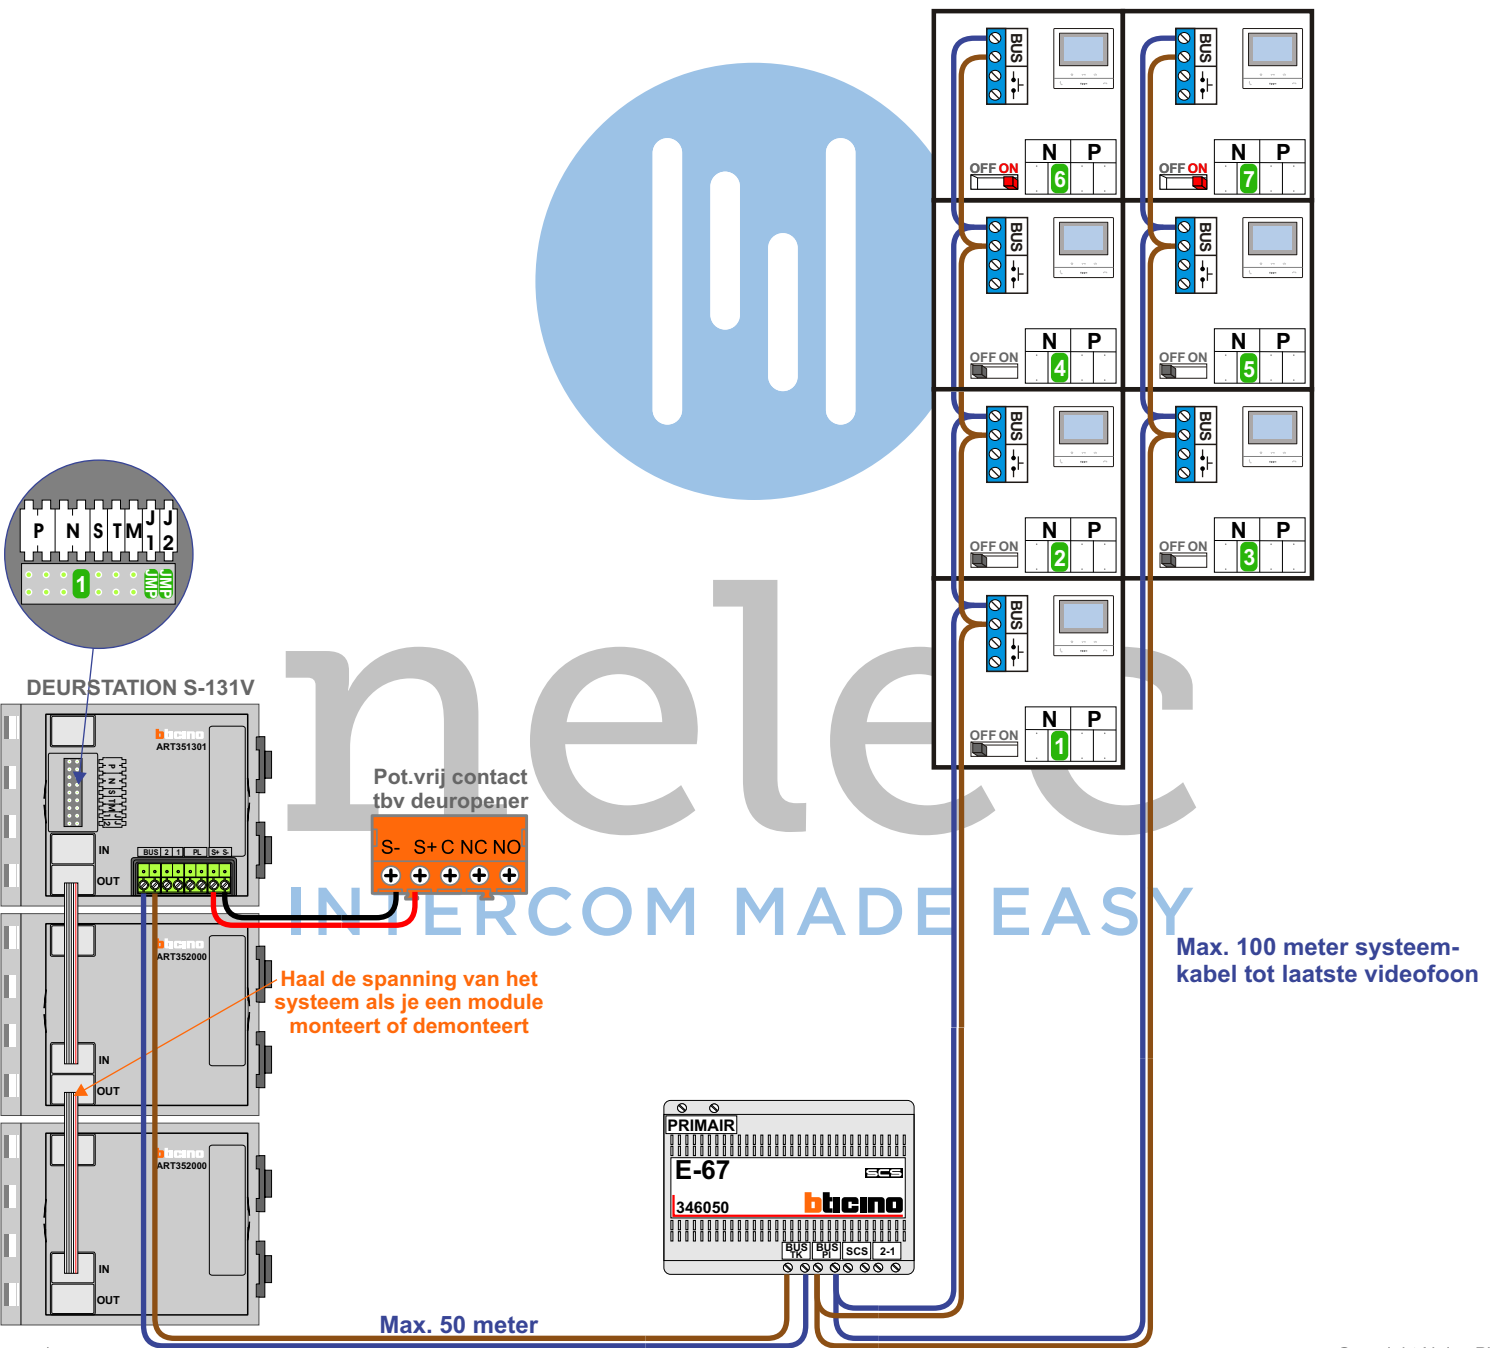 BUS
OFF ON
N P
6
BUS
OFF ON
N P
7
BUS
OFF ON
N P
4
BUS
OFF ON
N P
5
BUS
OFF ON
N P
2
BUS
OFF ON
N P
3
BUS
OFF ON
N P
1
P N S T M J1 J2
1 JMP JMP
DEURSTATION S-131V
bticino
ART351301
P N S T M J1 J2
IN
OUT
BUS 2 1 PL S+ S-
Pot.vrij contact
tbv deuropener
S- S+ C NC NO
nelec
INTERCOM MADE EASY
bticino
ART352000
IN
OUT
Haal de spanning van het
systeem als je een module
monteert of demonteert
bticino
ART352000
IN
OUT
Max. 100 meter systeem-
kabel tot laatste videofoon
PRIMAIR
E-67
SCS
346050
bticino
BUS TK BUS PI SCS 2-1
Max. 50 meter